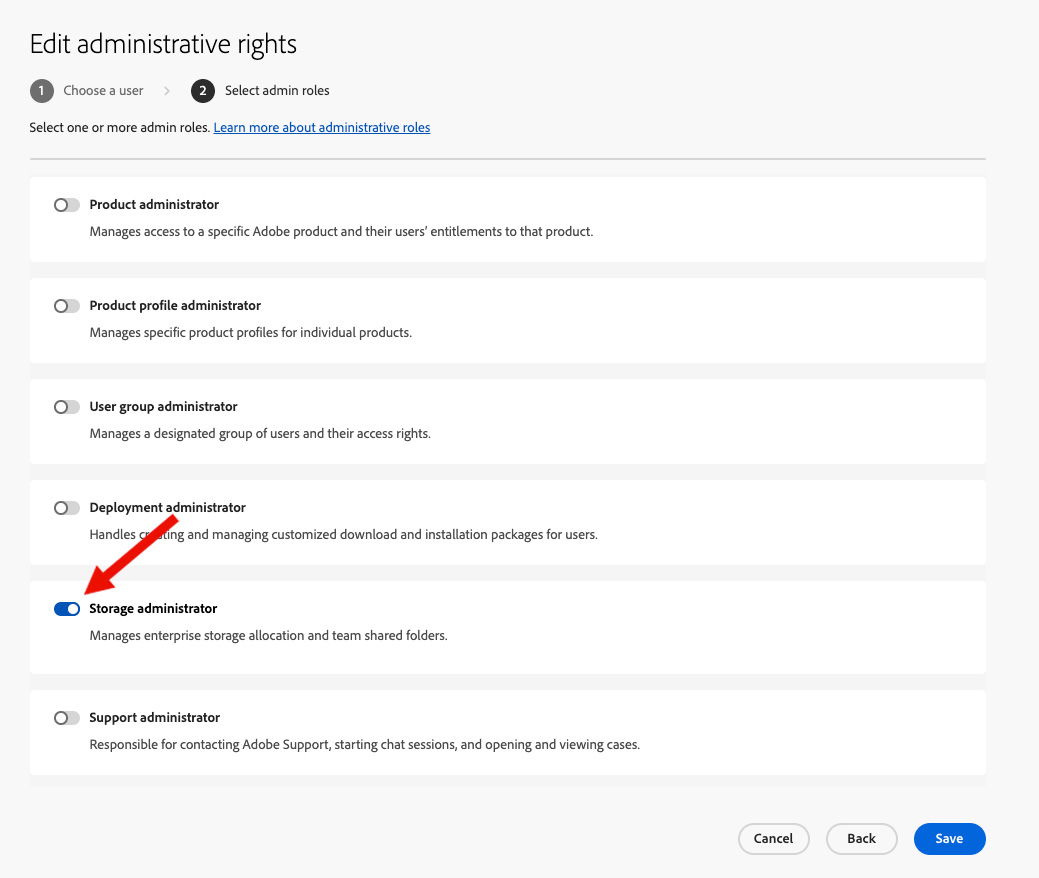 Edit administrative rights
1 Choose a user > 2 Select admin roles
Select one or more admin roles. Learn more about administrative roles
Product administrator
Manages access to a specific Adobe product and their users’ entitlements to that product.
Product profile administrator
Manages specific product profiles for individual products.
User group administrator
Manages a designated group of users and their access rights.
Deployment administrator
Handles creating and managing customized download and installation packages for users.
Storage administrator
Manages enterprise storage allocation and team shared folders.
Support administrator
Responsible for contacting Adobe Support, starting chat sessions, and opening and viewing cases.
Cancel Back Save